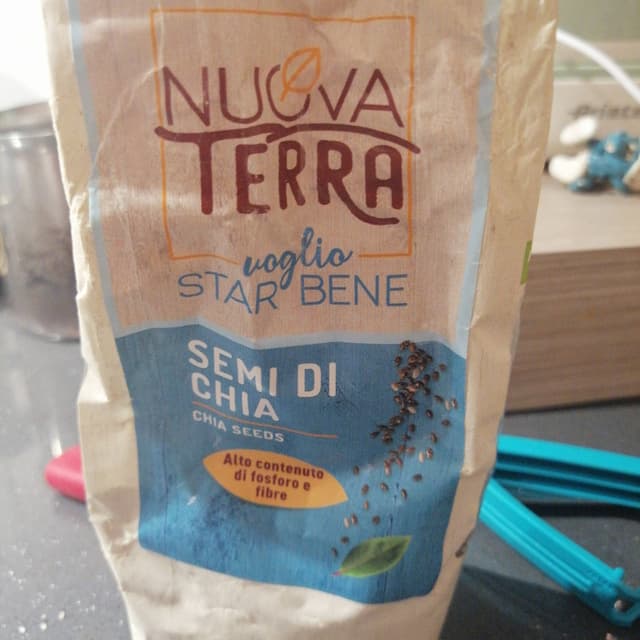 NUOVA
TERRA
voglio
STAR BENE
SEMI DI
CHIA
CHIA SEEDS
Alto contenuto
di fosforo e
fibre